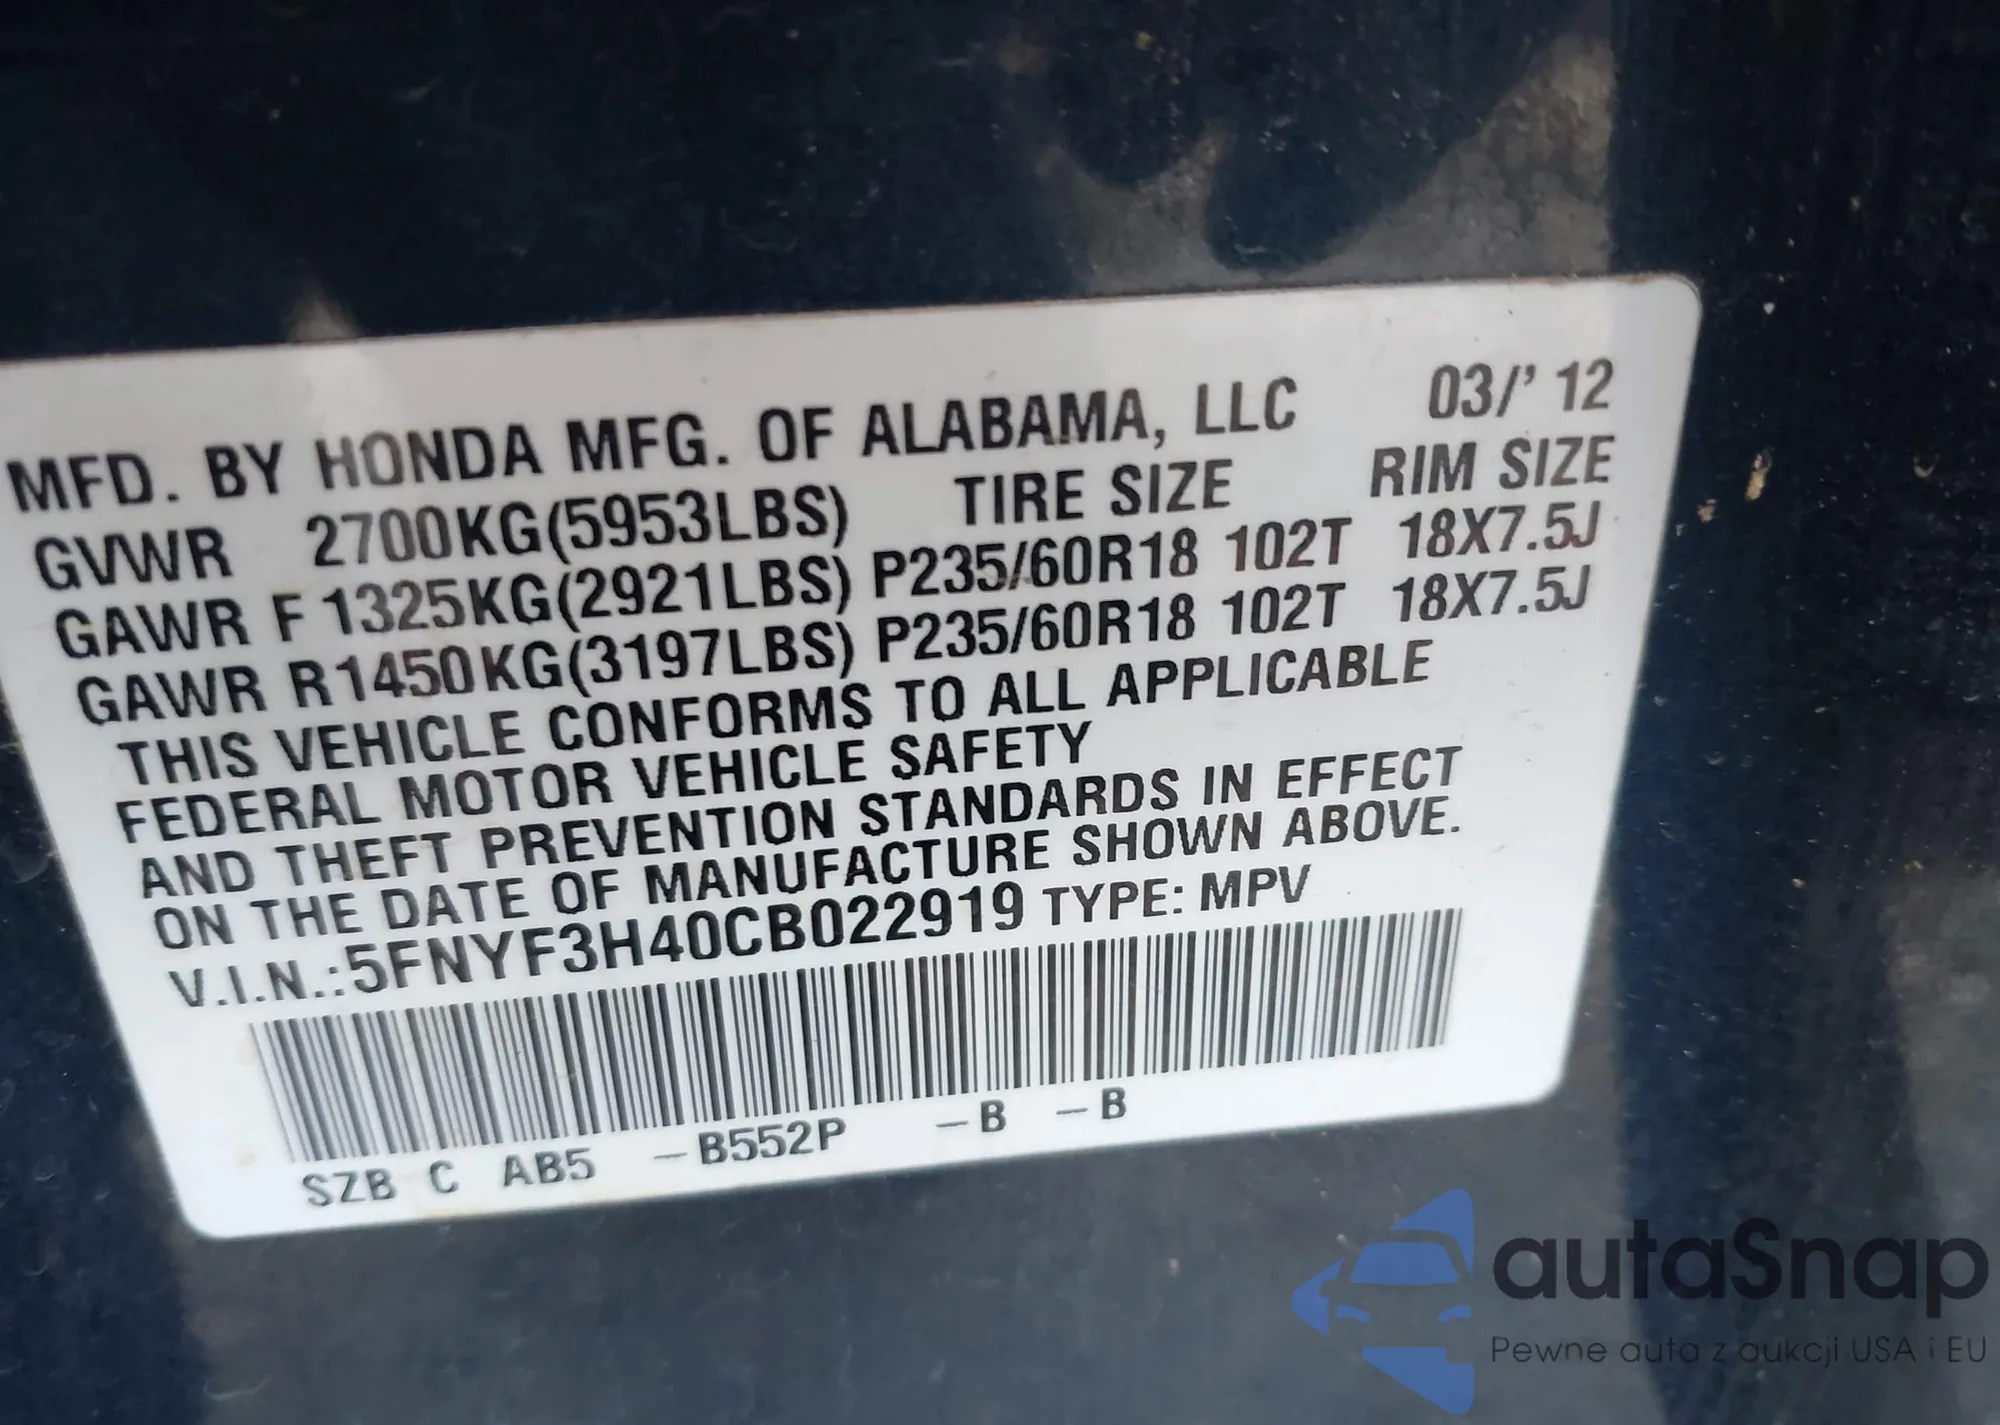 MFD. BY HONDA MFG. OF ALABAMA, LLC 03/' 12
GVWR 2700KG(5953LBS) TIRE SIZE RIM SIZE
GAWR F 1325KG(2921LBS) P235/60R18 102T 18X7.5J
GAWR R1450KG(3197LBS) P235/60R18 102T 18X7.5J
THIS VEHICLE CONFORMS TO ALL APPLICABLE
FEDERAL MOTOR VEHICLE SAFETY
AND THEFT PREVENTION STANDARDS IN EFFECT
ON THE DATE OF MANUFACTURE SHOWN ABOVE.
V.I.N.:5FNYF3H40CB022919 TYPE: MPV
SZB C AB5 –B552P –B –B
autaSnap
Pewne auta z aukcji USA i EU